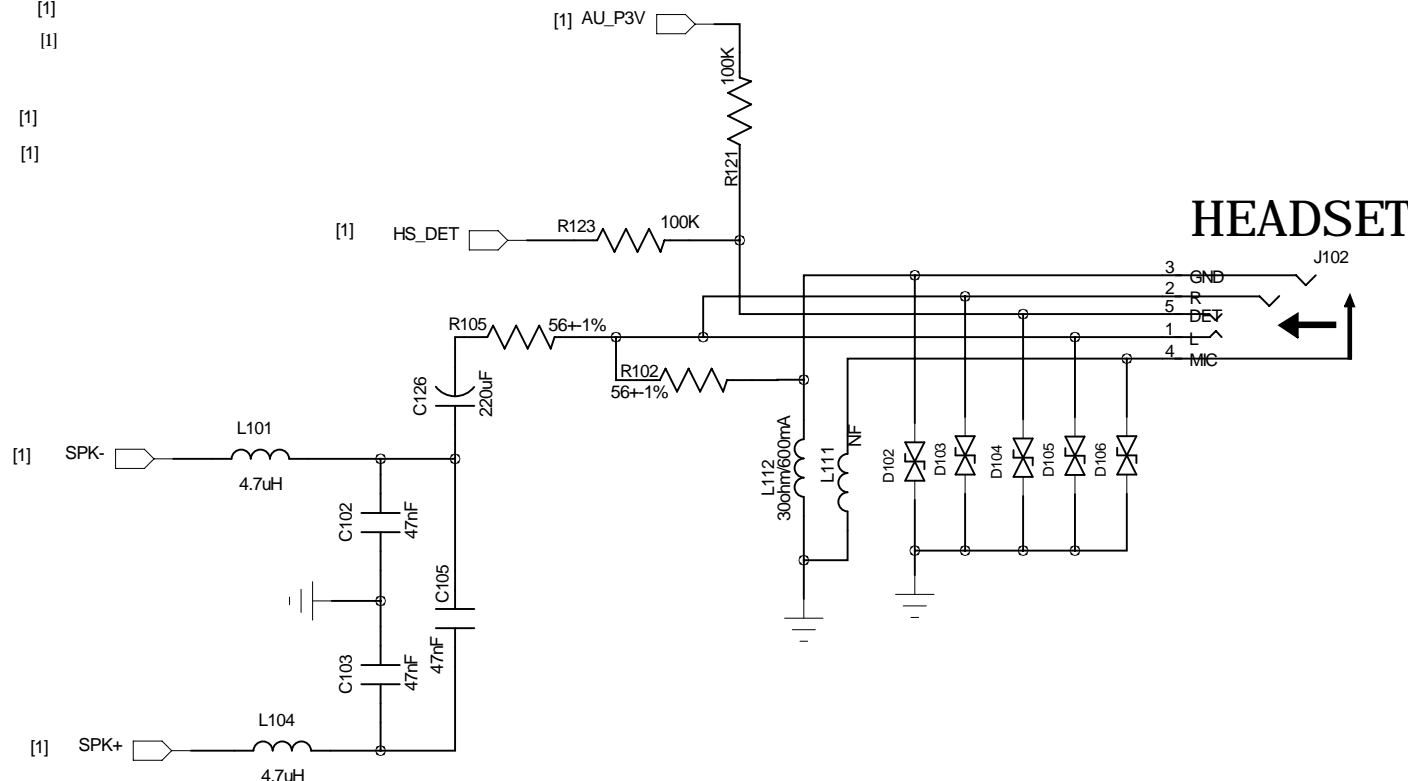 [1]
[1]
[1] AU_P3V
100K
R121
[1]
[1]
[1] HS_DET
R123 100K
HEADSET
J102
3 GND
2 R
5 DET
1 L
4 MIC
R105 56+-1%
R102
56+-1%
C126
220uF
[1] SPK-
L101
4.7uH
L112
30ohm/600mA
L111
NF
D102
D103
D104
D105
D106
C102
47nF
C105
47nF
C103
47nF
[1] SPK+
L104
4.7uH